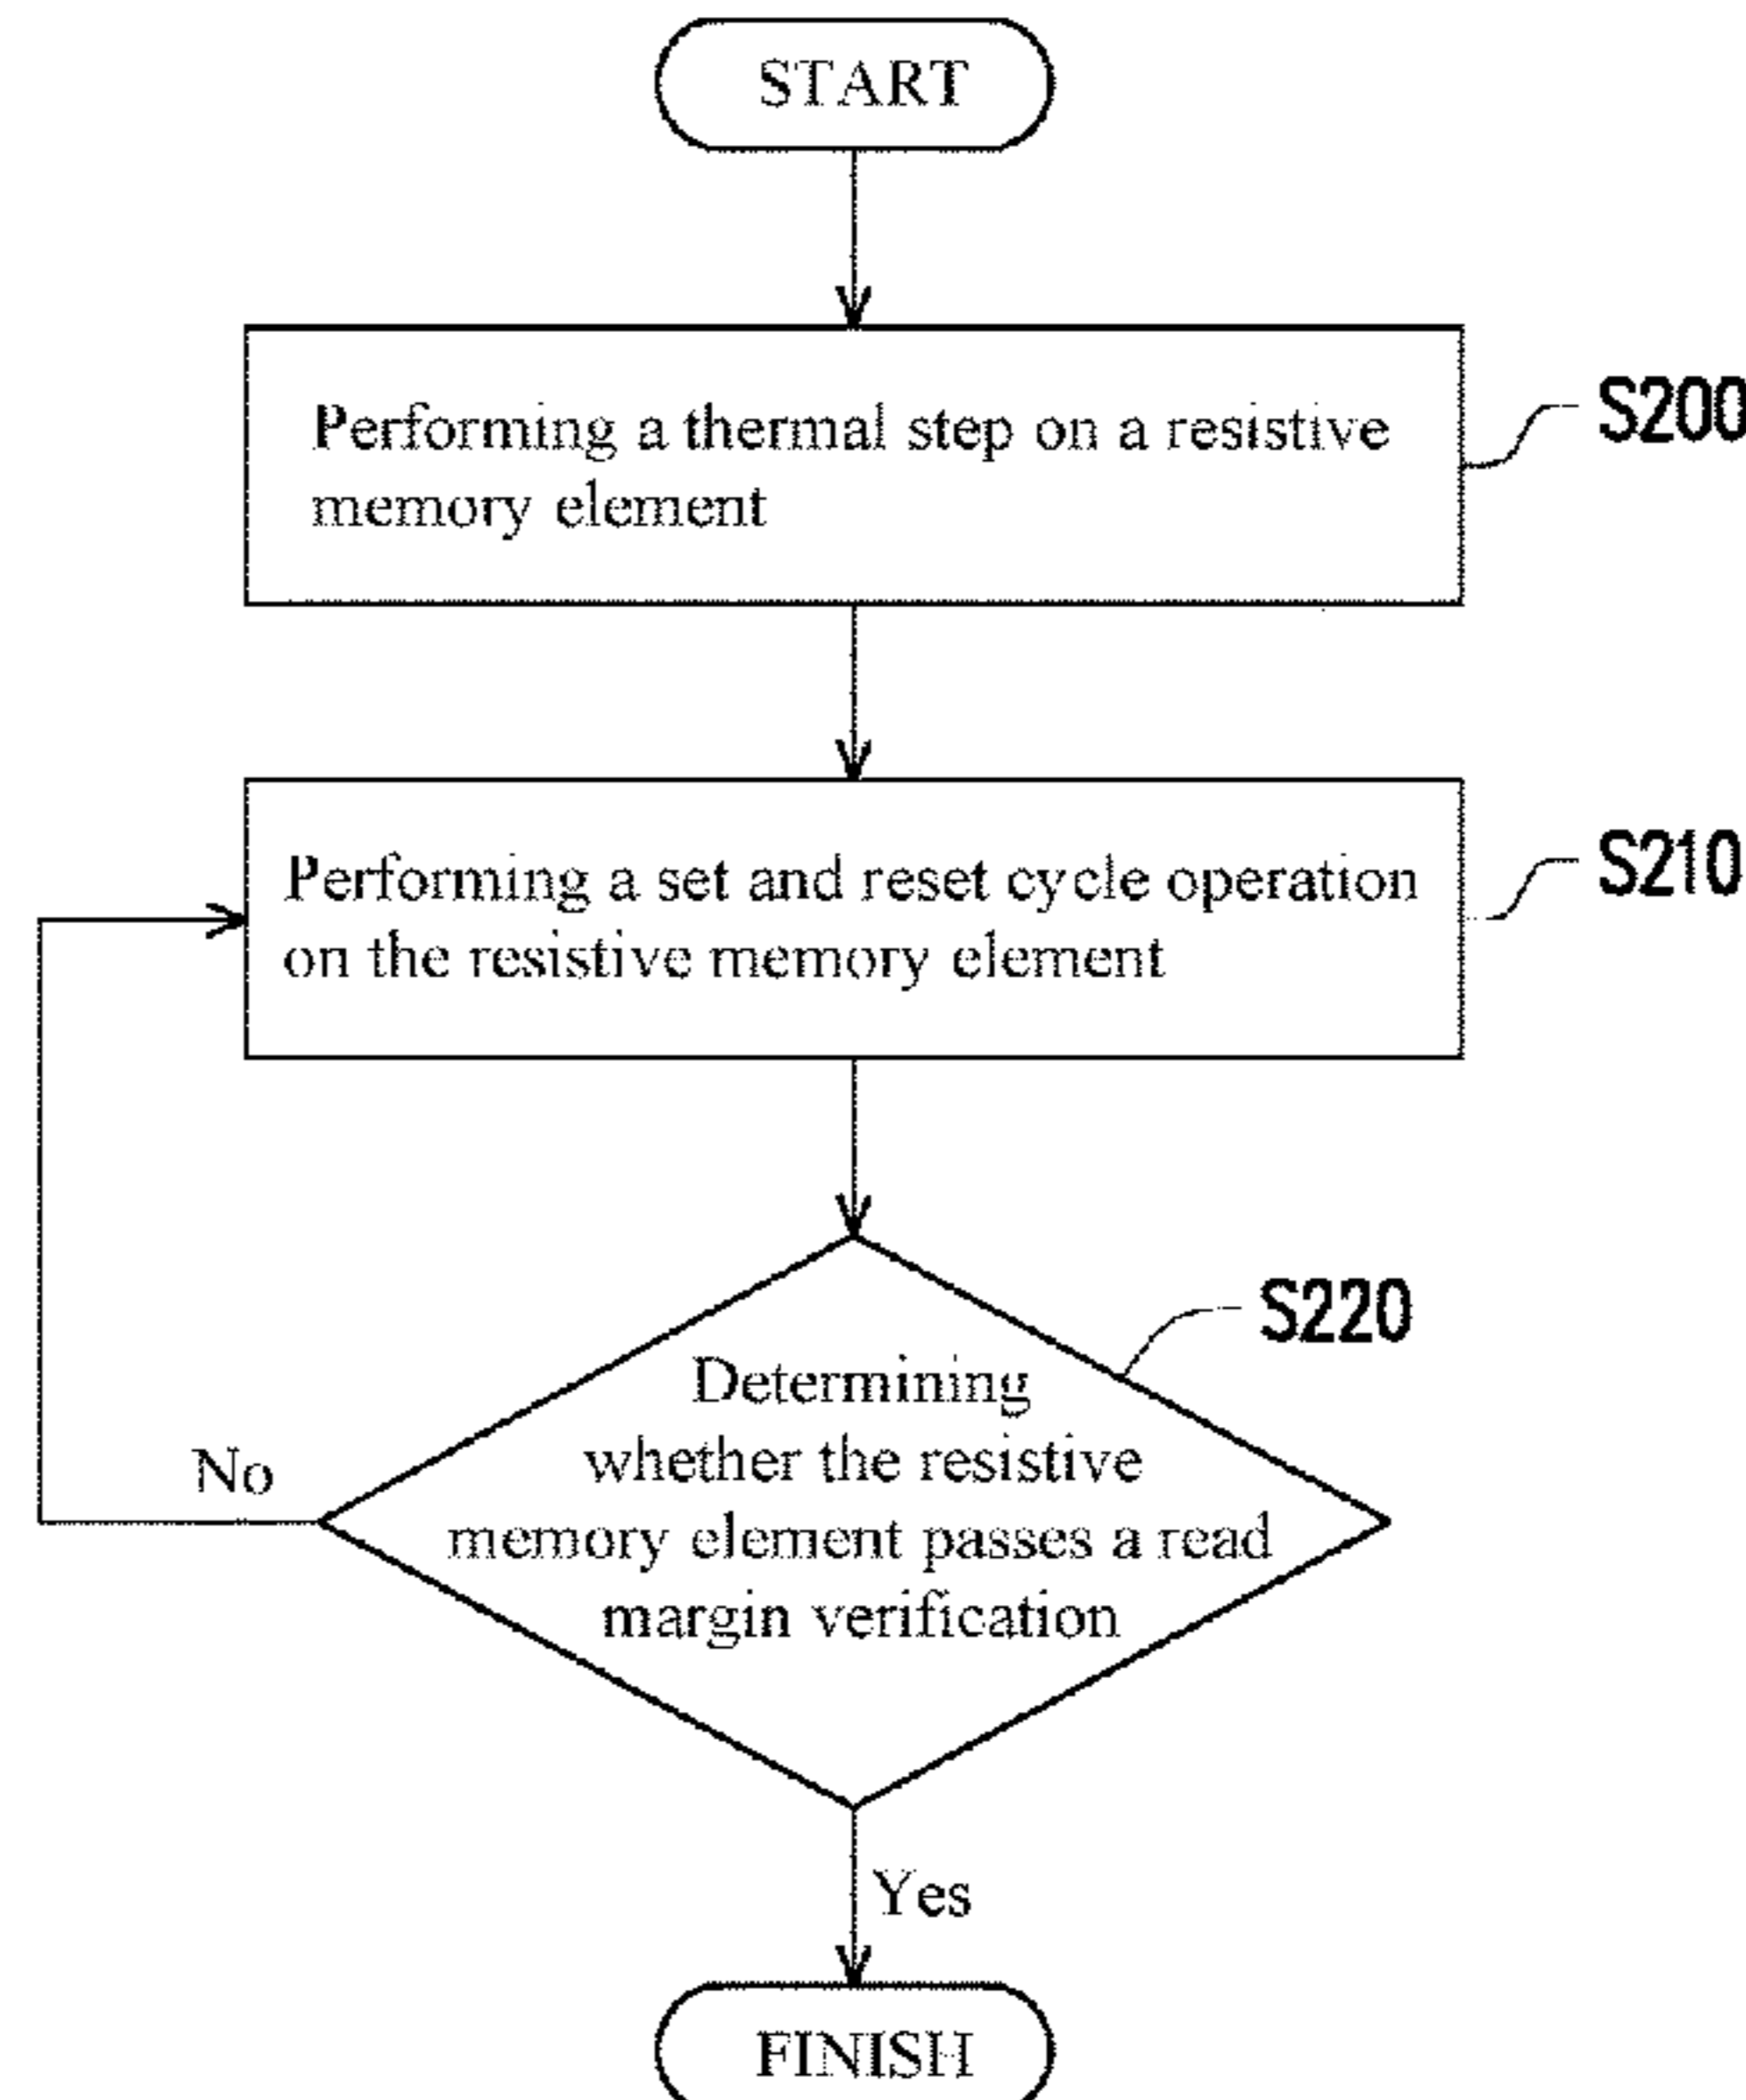 START
Performing a thermal step on a resistive
memory element
S200
Performing a set and reset cycle operation
on the resistive memory element
S210
S220
Determining
whether the resistive
memory element passes a read
margin verification
No
Yes
FINISH